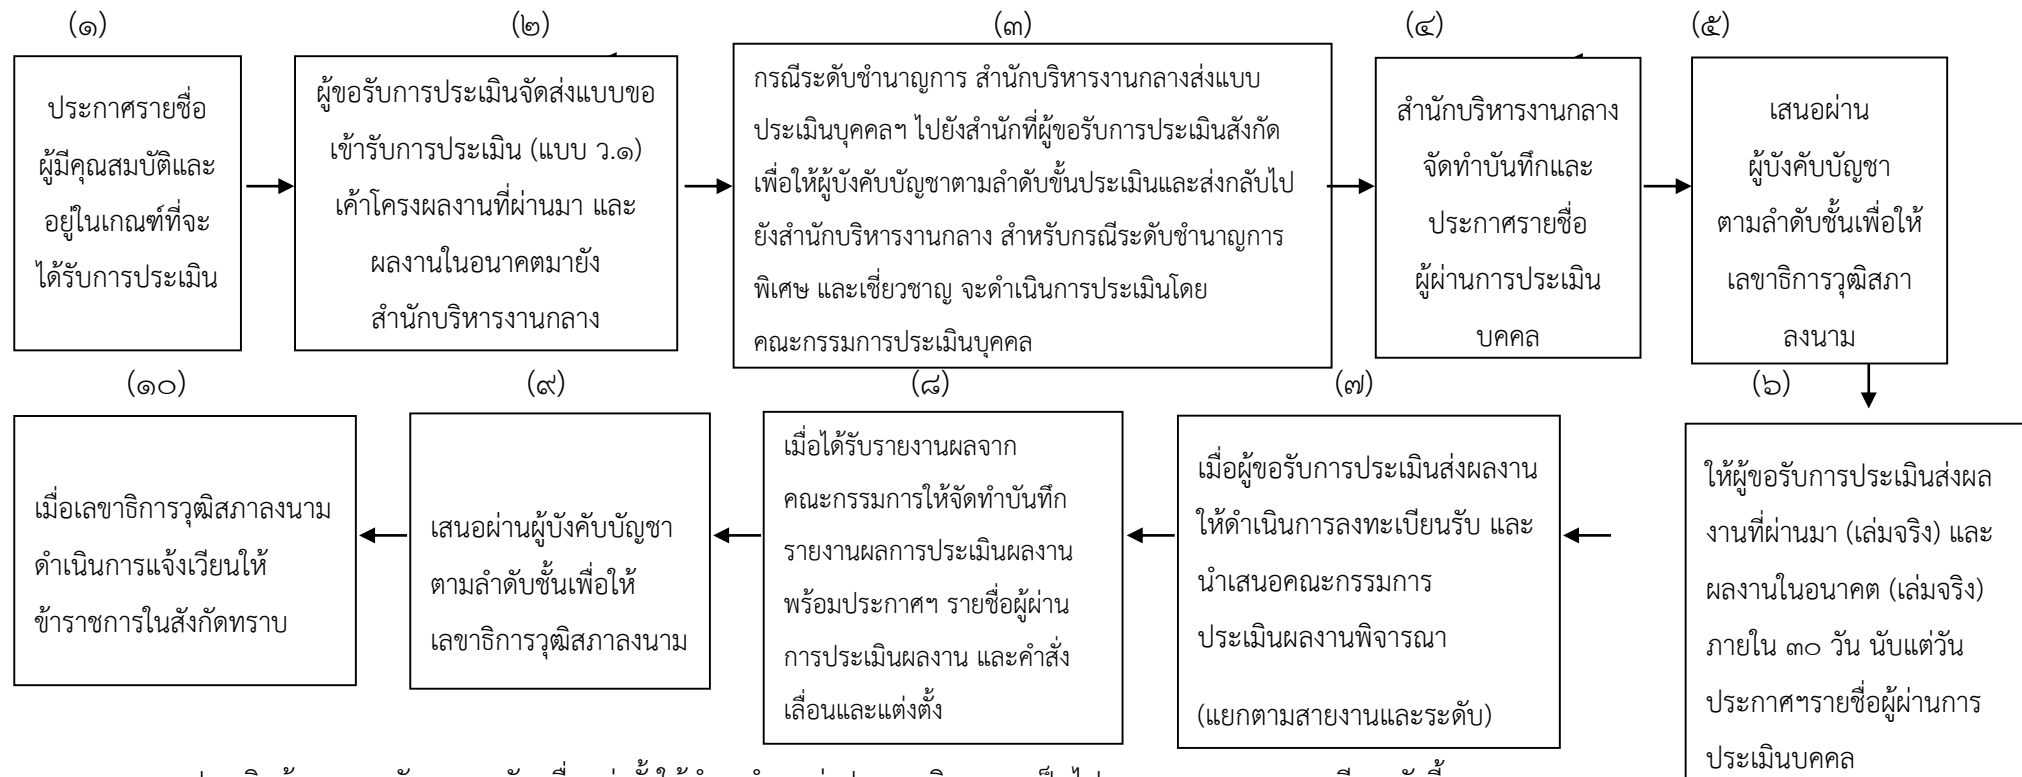 (๑)
ประกาศรายชื่อ
ผู้มีคุณสมบัติและ
อยู่ในเกณฑ์ที่จะ
ได้รับการประเมิน
(๒)
ผู้ขอรับการประเมินจัดส่งแบบขอ
เข้ารับการประเมิน (แบบ ว.๑)
เค้าโครงผลงานที่ผ่านมา และ
ผลงานในอนาคตมายัง
สำนักบริหารงานกลาง
(๓)
กรณีระดับชำนาญการ สำนักบริหารงานกลางส่งแบบ
ประเมินบุคคลฯ ไปยังสำนักที่ผู้ขอรับการประเมินสังกัด
เพื่อให้ผู้บังคับบัญชาตามลำดับขั้นประเมินและส่งกลับไป
ยังสำนักบริหารงานกลาง สำหรับกรณีระดับชำนาญการ
พิเศษ และเชี่ยวชาญ จะดำเนินการประเมินโดย
คณะกรรมการประเมินบุคคล
(๔)
สำนักบริหารงานกลาง
จัดทำบันทึกและ
ประกาศรายชื่อ
ผู้ผ่านการประเมิน
บุคคล
(๕)
เสนอผ่าน
ผู้บังคับบัญชา
ตามลำดับชั้นเพื่อให้
เลขาธิการวุฒิสภา
ลงนาม
(๖)
ให้ผู้ขอรับการประเมินส่งผล
งานที่ผ่านมา (เล่มจริง) และ
ผลงานในอนาคต (เล่มจริง)
ภายใน ๓๐ วัน นับแต่วัน
ประกาศฯรายชื่อผู้ผ่านการ
ประเมินบุคคล
(๗)
เมื่อผู้ขอรับการประเมินส่งผลงาน
ให้ดำเนินการลงทะเบียนรับ และ
นำเสนอคณะกรรมการ
ประเมินผลงานพิจารณา
(แยกตามสายงานและระดับ)
(๘)
เมื่อได้รับรายงานผลจาก
คณะกรรมการให้จัดทำบันทึก
รายงานผลการประเมินผลงาน
พร้อมประกาศฯ รายชื่อผู้ผ่าน
การประเมินผลงาน และคำสั่ง
เลื่อนและแต่งตั้ง
(๙)
เสนอผ่านผู้บังคับบัญชา
ตามลำดับชั้นเพื่อให้
เลขาธิการวุฒิสภาลงนาม
(๑๐)
เมื่อเลขาธิการวุฒิสภาลงนาม
ดำเนินการแจ้งเวียนให้
ข้าราชการในสังกัดทราบ